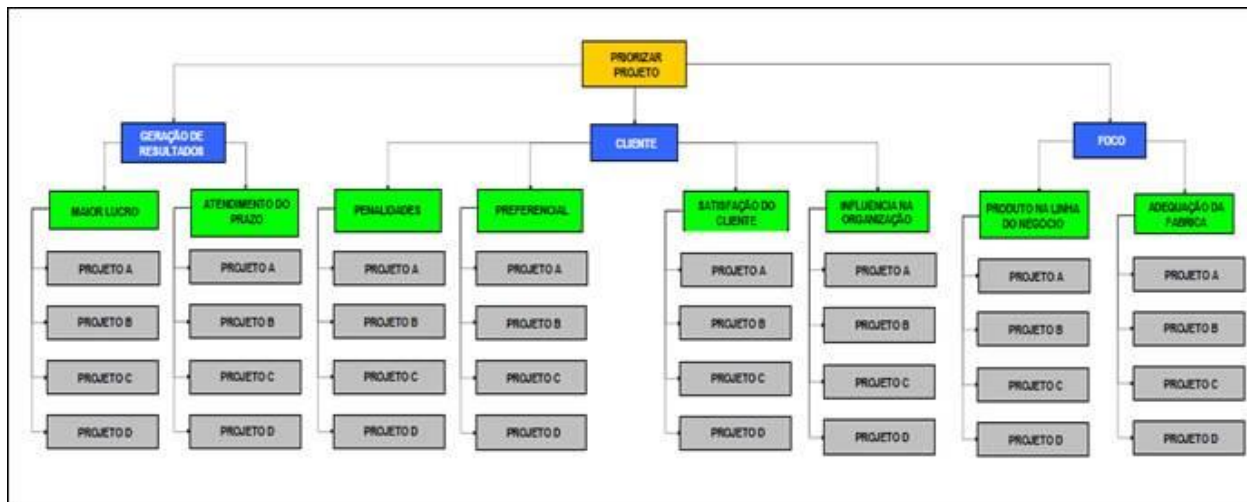 PRIORIZAR
PROJETO
GERAÇÃO DE
RESULTADOS
CLIENTE
FOCO
MAIOR LUCRO
ATENDIMENTO DO
PRAZO
PENALIDADES
PREFERENCIAL
SATISFAÇÃO DO
CLIENTE
INFLUÊNCIA NA
ORGANIZAÇÃO
PRODUTO NA LINHA
DO NEGÓCIO
ADEQUAÇÃO DA
FABRICA
PROJETO A
PROJETO A
PROJETO A
PROJETO A
PROJETO A
PROJETO A
PROJETO A
PROJETO A
PROJETO B
PROJETO B
PROJETO B
PROJETO B
PROJETO B
PROJETO B
PROJETO B
PROJETO B
PROJETO C
PROJETO C
PROJETO C
PROJETO C
PROJETO C
PROJETO C
PROJETO C
PROJETO C
PROJETO D
PROJETO D
PROJETO D
PROJETO D
PROJETO D
PROJETO D
PROJETO D
PROJETO D